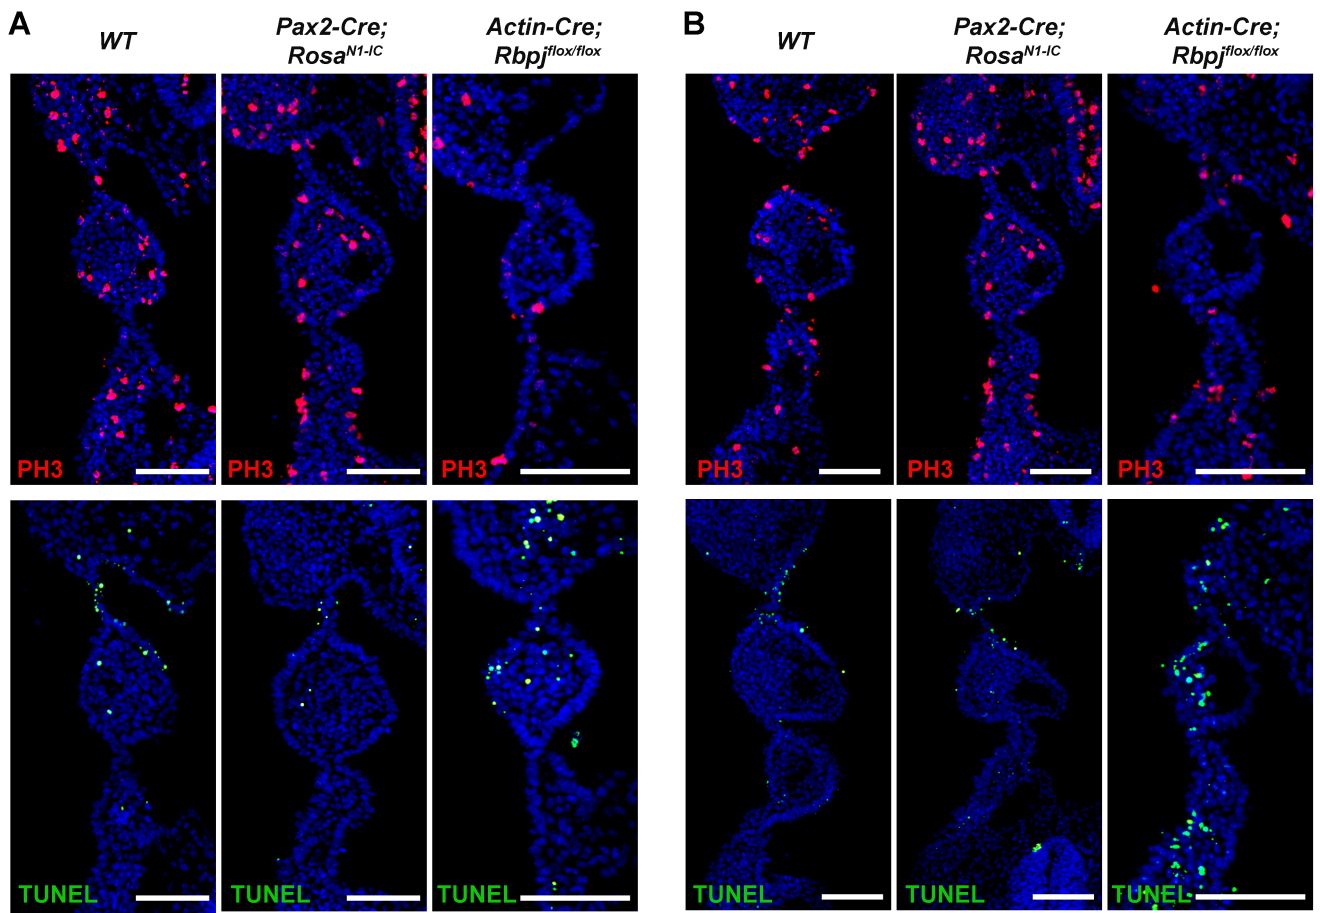 A
WT
Pax2-Cre;
RosaN1-IC
Actin-Cre;
Rbpjflox/flox
PH3
PH3
PH3
TUNEL
TUNEL
TUNEL
B
WT
Pax2-Cre;
RosaN1-IC
Actin-Cre;
Rbpjflox/flox
PH3
PH3
PH3
TUNEL
TUNEL
TUNEL